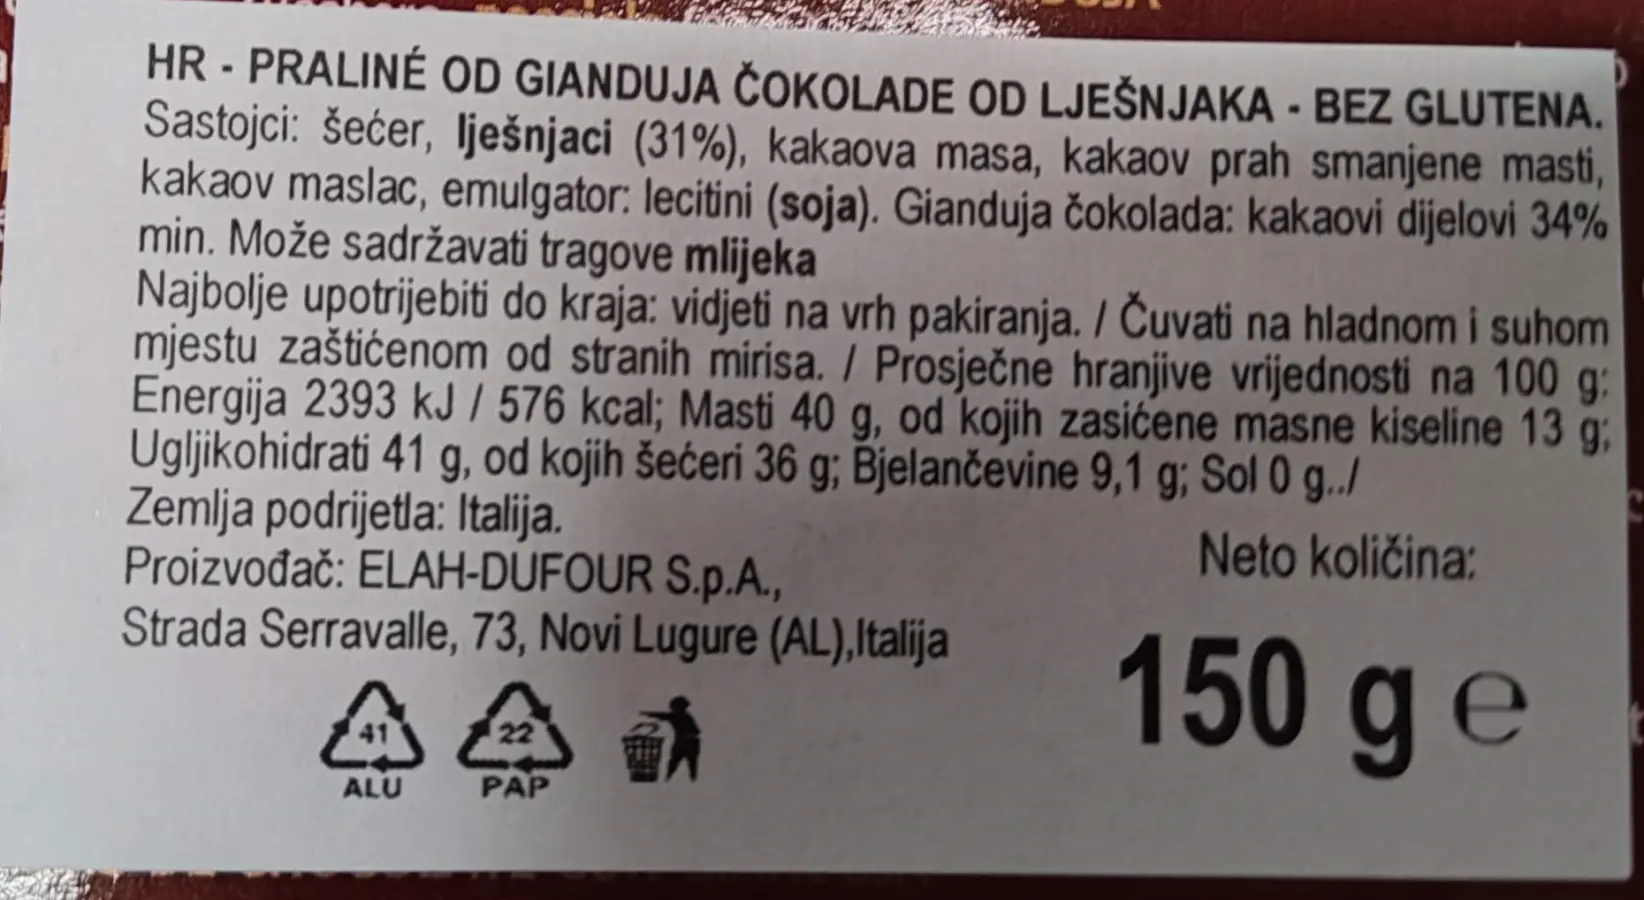 HR - PRALINÉ OD GIANDUJA ČOKOLADE OD LJEŠNJAKA - BEZ GLUTENA.
Sastojci: šećer, lješnjaci (31%), kakaova masa, kakaov prah smanjene masti,
kakaov maslac, emulgator: lecitini (soja). Gianduja čokolada: kakaovi dijelovi 34%
min. Može sadržavati tragove mlijeka
Najbolje upotrijebiti do kraja: vidjeti na vrh pakiranja. / Čuvati na hladnom i suhom
mjestu zaštićenom od stranih mirisa. / Prosječne hranjive vrijednosti na 100 g:
Energija 2393 kJ / 576 kcal; Masti 40 g, od kojih zasićene masne kiseline 13 g;
Ugljikohidrati 41 g, od kojih šećeri 36 g; Bjelančevine 9,1 g; Sol 0 g../
Zemlja podrijetla: Italija.
Proizvođač: ELAH-DUFOUR S.p.A.,
Strada Serravalle, 73, Novi Lugure (AL),Italija
Neto količina:
150 g e
41 22
ALU PAP